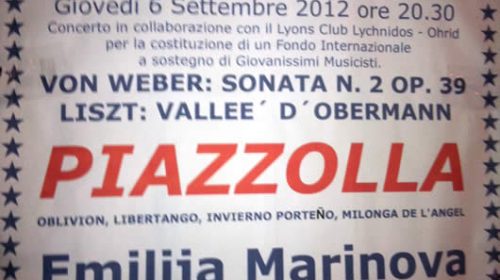 Giovedì 6 Settembre 2012 ore 20.30
Concerto in collaborazione con il Lyons Club Lychnidos - Ohrid
per la costituzione di un Fondo Internazionale
a sostegno di Giovanissimi Musicisti.
VON WEBER: SONATA N. 2 OP. 39
LISZT: VALLEE´ D´OBERMANN
PIAZZOLLA
OBLIVION, LIBERTANGO, INVIERNO PORTEÑO, MILONGA DE L'ANGEL
Emilija Marinova